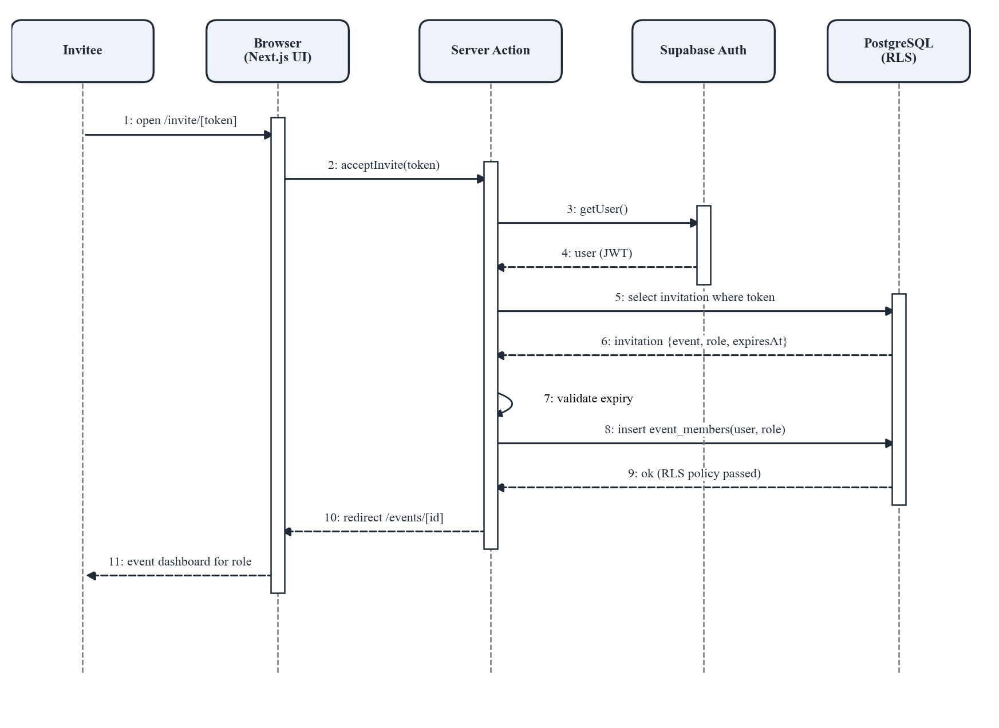 Invitee
Browser
(Next.js UI)
Server Action
Supabase Auth
PostgreSQL
(RLS)
1: open /invite/[token]
2: acceptInvite(token)
3: getUser()
4: user (JWT)
5: select invitation where token
6: invitation {event, role, expiresAt}
7: validate expiry
8: insert event_members(user, role)
9: ok (RLS policy passed)
10: redirect /events/[id]
11: event dashboard for role